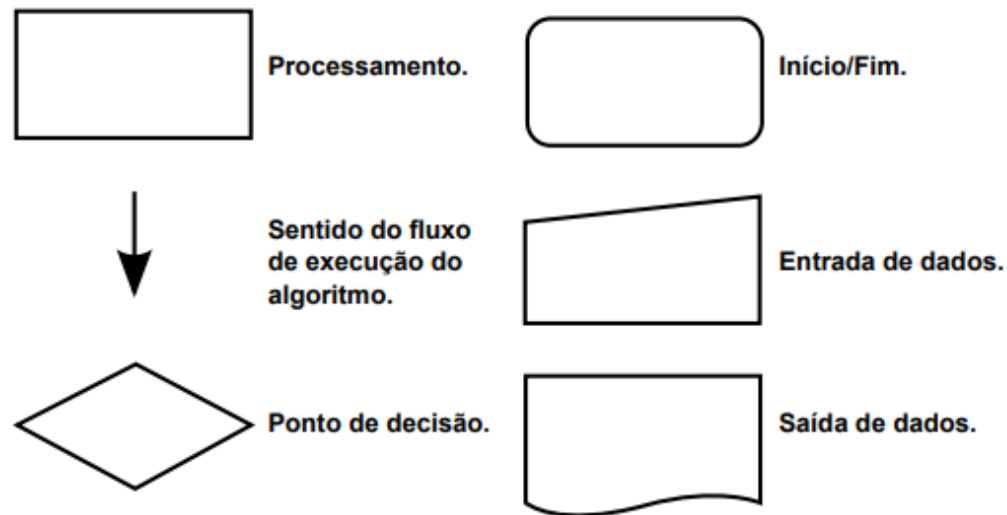 Processamento.
Início/Fim.
Sentido do fluxo
de execução do
algoritmo.
Entrada de dados.
Ponto de decisão.
Saída de dados.